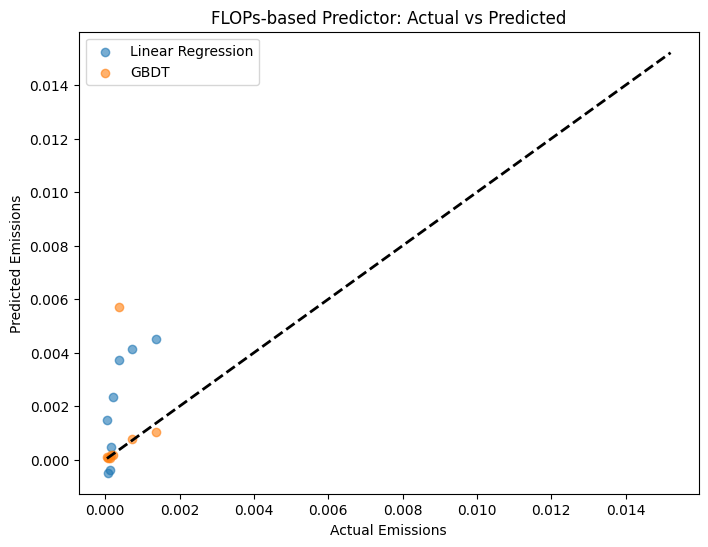 FLOPs-based Predictor: Actual vs Predicted
Linear Regression
GBDT
0.014
0.012
0.010
0.008
0.006
0.004
0.002
0.000
Predicted Emissions
0.000 0.002 0.004 0.006 0.008 0.010 0.012 0.014
Actual Emissions